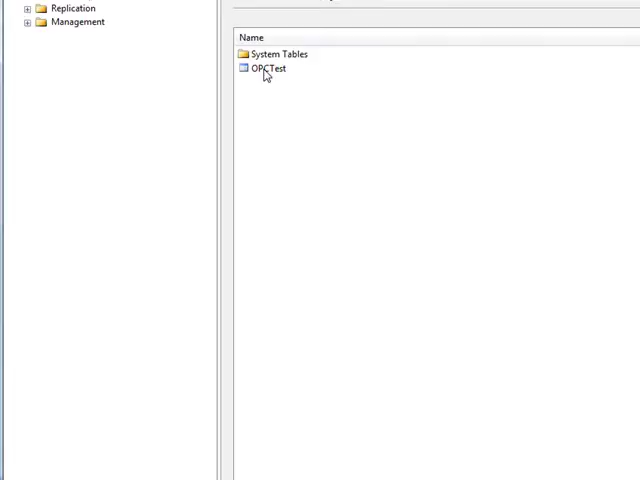 Replication
Management
Name
System Tables
OPCTest